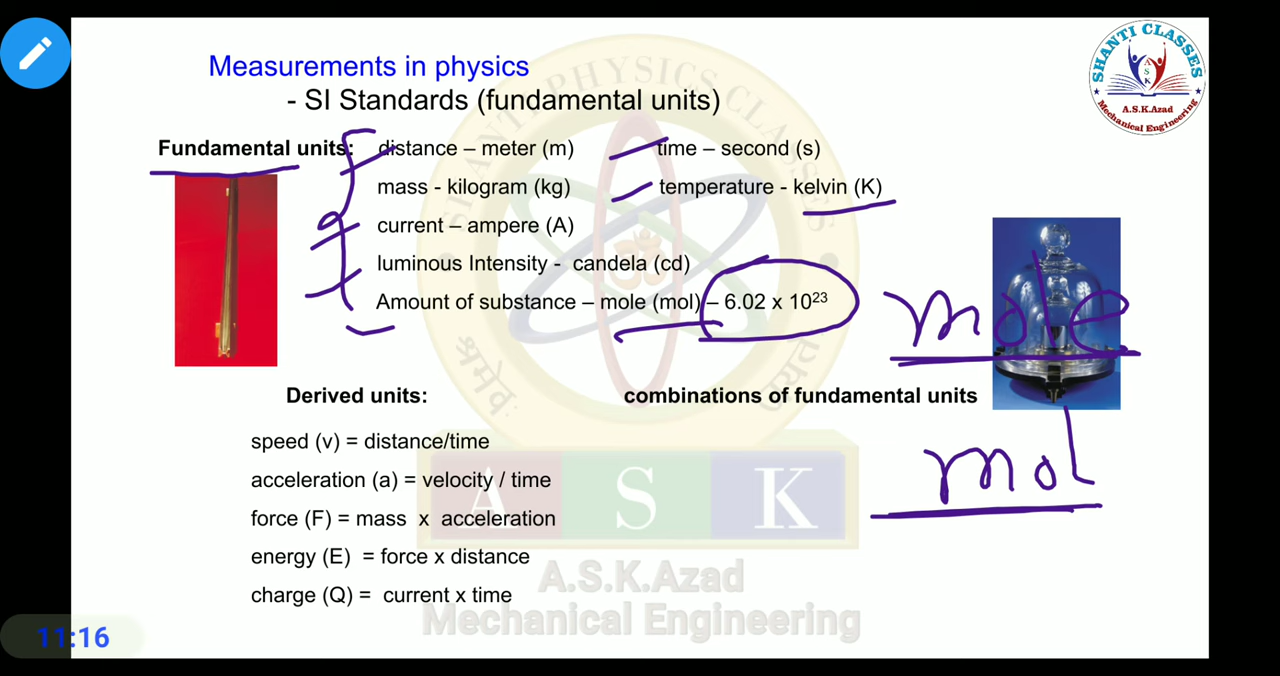 SHANTI CLASSES
A
S
K
A.S.K.Azad
Mechanical Engineering
Measurements in physics
- SI Standards (fundamental units)
Fundamental units: distance – meter (m) time – second (s)
mass - kilogram (kg) temperature - kelvin (K)
current – ampere (A)
luminous Intensity - candela (cd)
Amount of substance – mole (mol) – 6.02 x 10²³
mole
Derived units: combinations of fundamental units
mol
speed (v) = distance/time
acceleration (a) = velocity / time
force (F) = mass x acceleration
energy (E) = force x distance
charge (Q) = current x time
SHANTI PHYSICS CLASSES
A S K
A.S.K.Azad
Mechanical Engineering
11:16